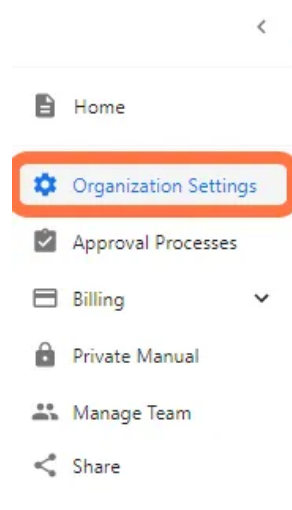 Home
Organization Settings
Approval Processes
Billing
Private Manual
Manage Team
Share